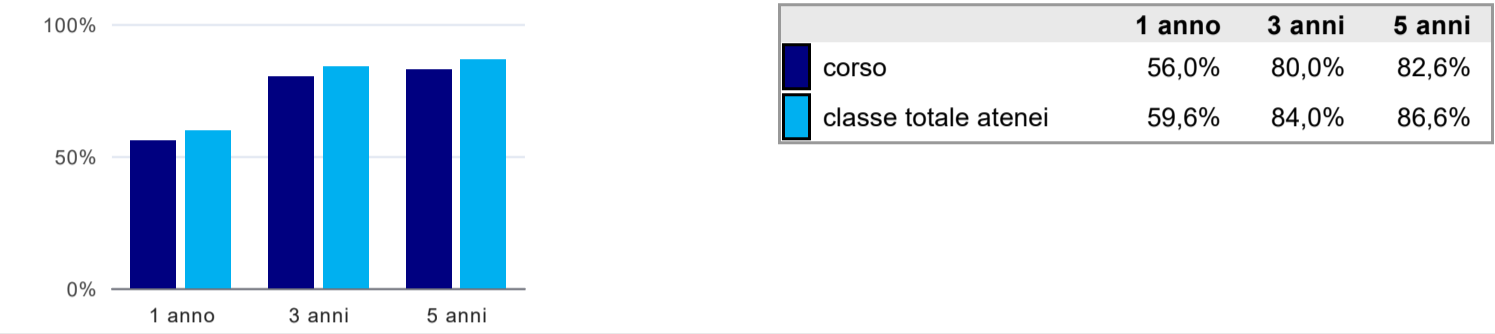 100%
50%
0%
1 anno 3 anni 5 anni
1 anno 3 anni 5 anni
corso 56,0% 80,0% 82,6%
classe totale atenei 59,6% 84,0% 86,6%